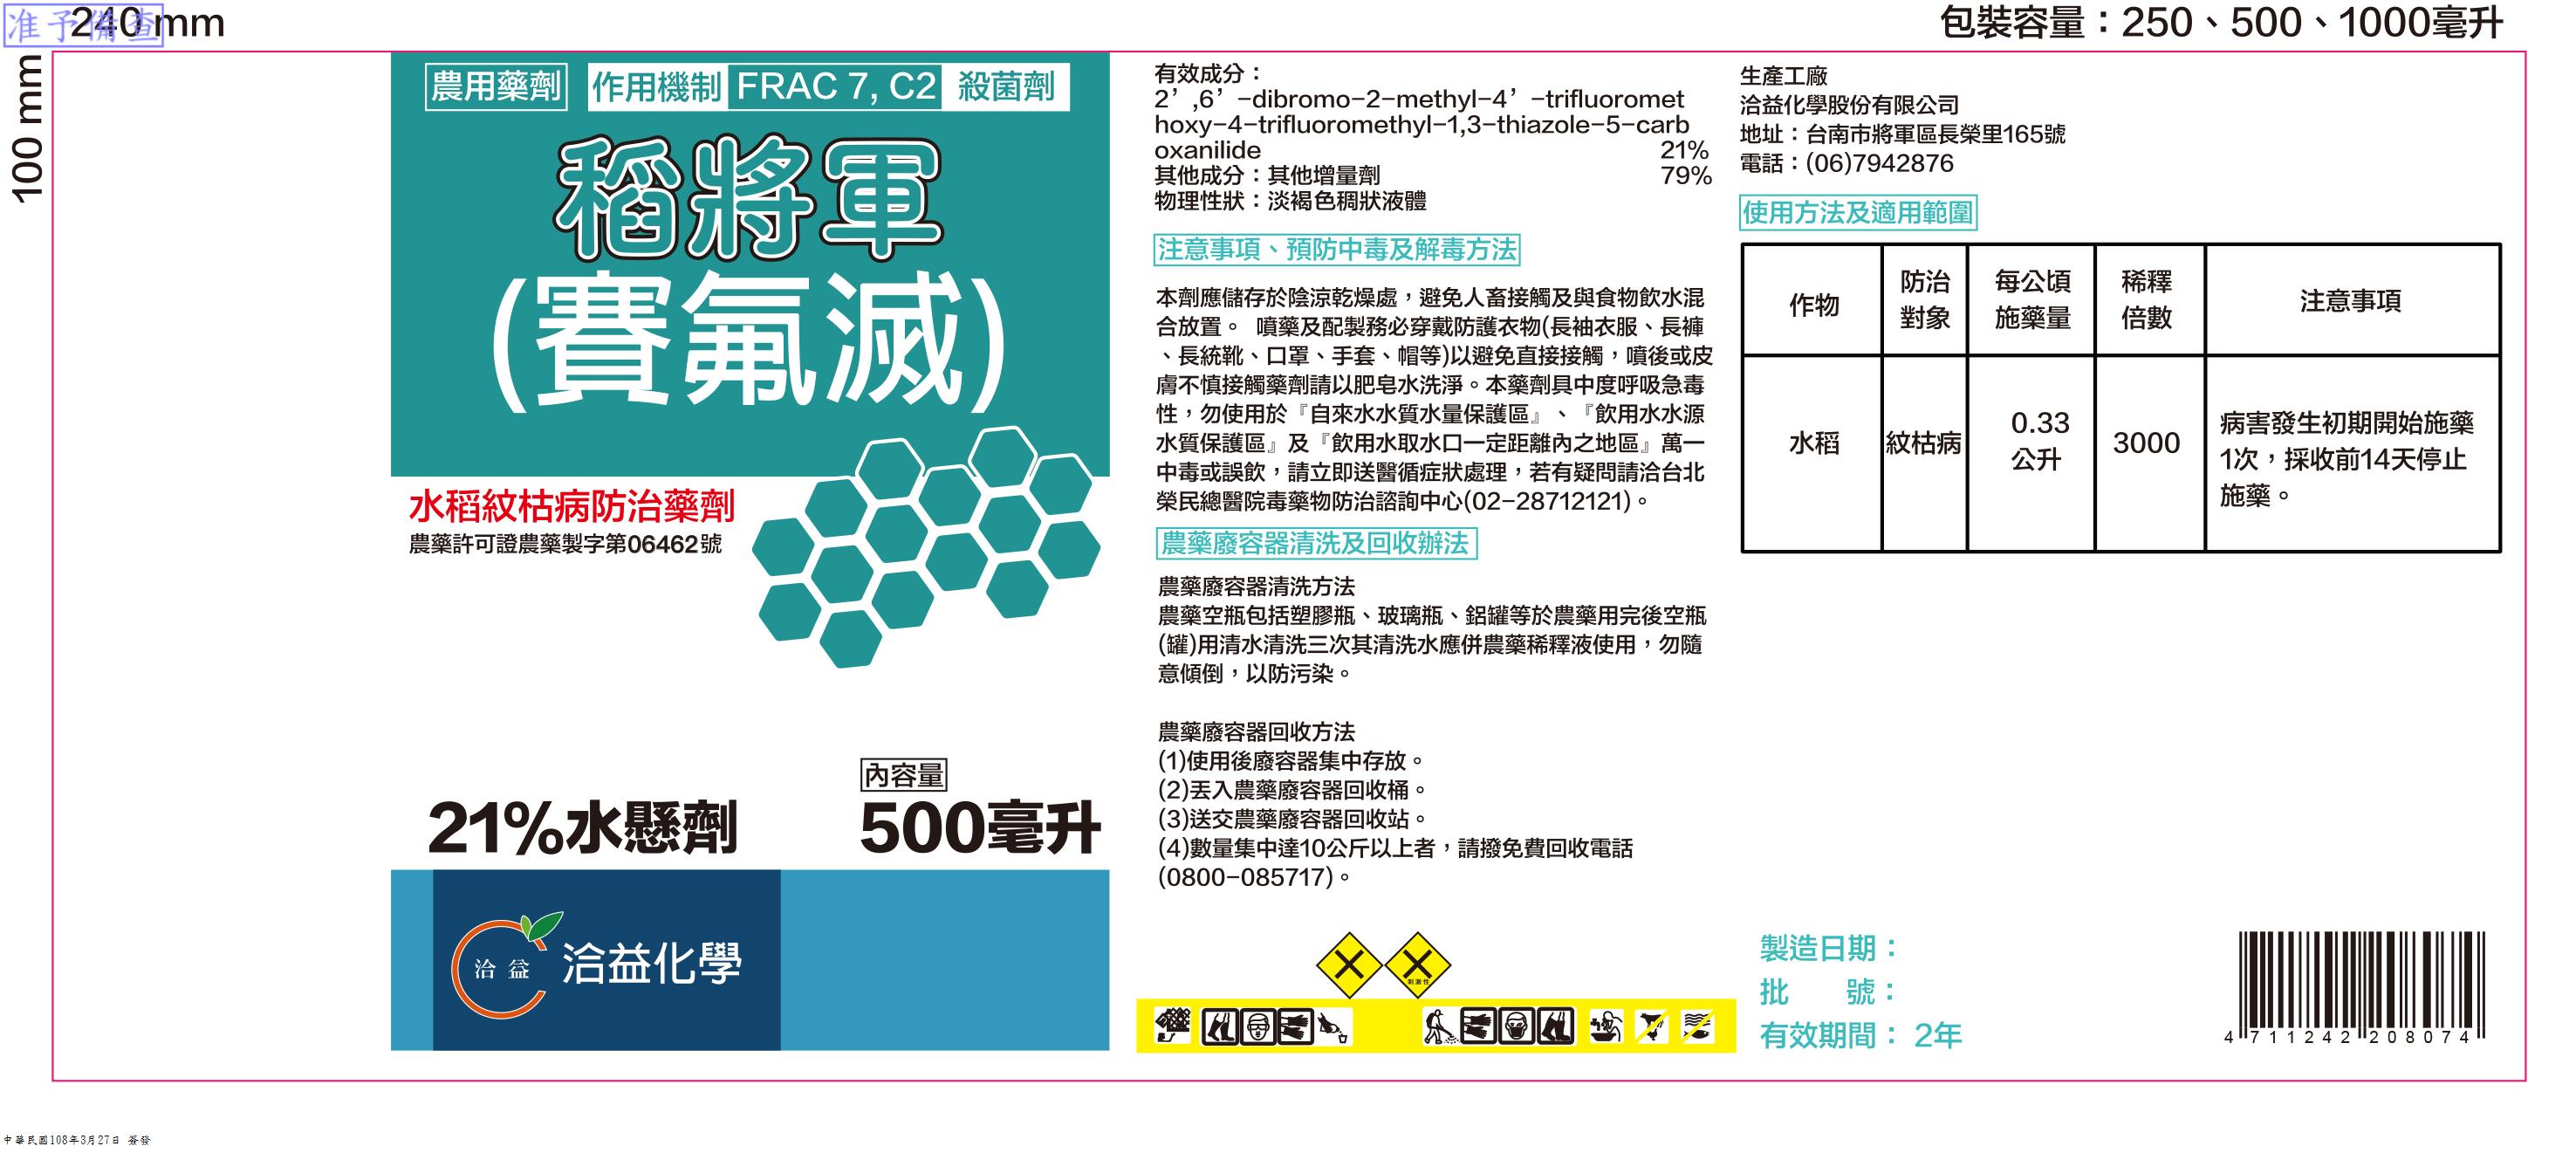 准予備查
240 mm
包裝容量：250、500、1000毫升
100 mm
農用藥劑
作用機制 FRAC 7, C2 殺菌劑
稻將軍
(賽氟滅)
水稻紋枯病防治藥劑
農藥許可證農藥製字第06462號
內容量
21%水懸劑
500毫升
洽益
洽益化學
有效成分：
2’,6’-dibromo-2-methyl-4’-trifluoromet
hoxy-4-trifluoromethyl-1,3-thiazole-5-carb
oxanilide 21%
其他成分：其他增量劑 79%
物理性狀：淡褐色稠狀液體
注意事項、預防中毒及解毒方法
本劑應儲存於陰涼乾燥處，避免人畜接觸及與食物飲水混
合放置。 噴藥及配製務必穿戴防護衣物(長袖衣服、長褲
、長統靴、口罩、手套、帽等)以避免直接接觸，噴後或皮
膚不慎接觸藥劑請以肥皂水洗淨。本藥劑具中度呼吸急毒
性，勿使用於『自來水水質水量保護區』、『飲用水水源
水質保護區』及『飲用水取水口一定距離內之地區』萬一
中毒或誤飲，請立即送醫循症狀處理，若有疑問請洽台北
榮民總醫院毒藥物防治諮詢中心(02-28712121)。
農藥廢容器清洗及回收辦法
農藥廢容器清洗方法
農藥空瓶包括塑膠瓶、玻璃瓶、鋁罐等於農藥用完後空瓶
(罐)用清水清洗三次其清洗水應併農藥稀釋液使用，勿隨
意傾倒，以防污染。
農藥廢容器回收方法
(1)使用後廢容器集中存放。
(2)丟入農藥廢容器回收桶。
(3)送交農藥廢容器回收站。
(4)數量集中達10公斤以上者，請撥免費回收電話
(0800-085717)。
刺激性
生產工廠
洽益化學股份有限公司
地址：台南市將軍區長榮里165號
電話：(06)7942876
使用方法及適用範圍
作物
防治
對象
每公頃
施藥量
稀釋
倍數
注意事項
水稻
紋枯病
0.33
公升
3000
病害發生初期開始施藥
1次，採收前14天停止
施藥。
製造日期：
批 號：
有效期間： 2年
4 711242 208074
中華民國108年3月27日 簽發